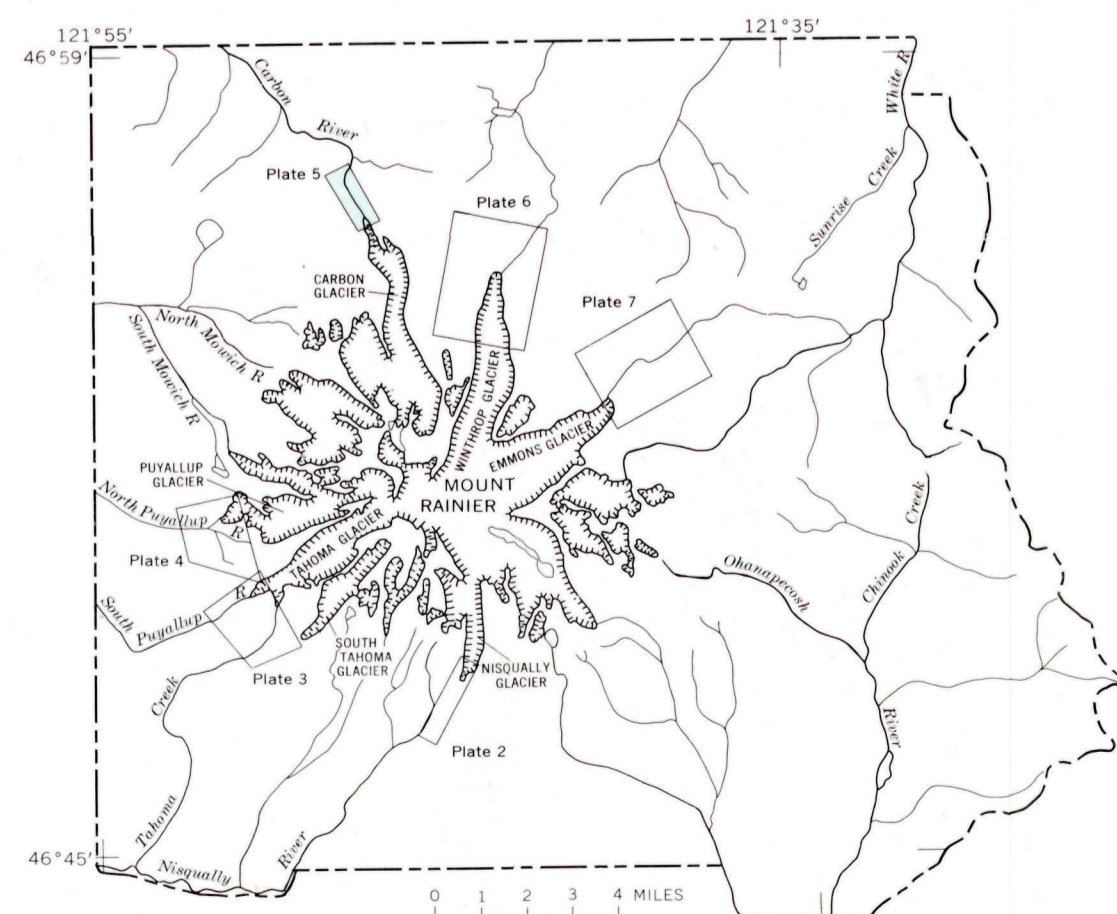 121°55′
121°35′
46°59′
Carbon
River
White R
Creek
Sunrise
Plate 5
Plate 6
Plate 7
CARBON
GLACIER
North Mowich R
South Mowich R
WINTHROP GLACIER
EMMONS GLACIER
PUYALLUP
GLACIER
MOUNT
RAINIER
North Puyallup
R
TAHOMA GLACIER
Plate 4
Creek
Chinook
Ohanapecosh
South
Puyallup
R
SOUTH
TAHOMA
GLACIER
NISQUALLY
GLACIER
Plate 3
Creek
River
Plate 2
Tahoma
46°45′
Nisqually
River
0 1 2 3 4 MILES